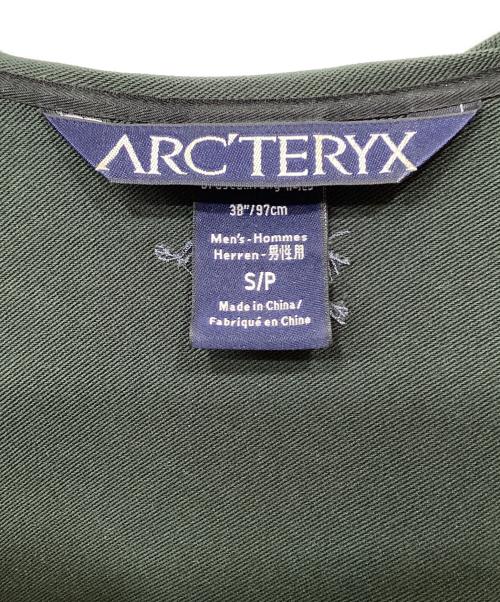 ARC'TERYX
38"/97cm
Men's-Hommes
Herren-男性用
S/P
Made in China/
Fabriqué en Chine